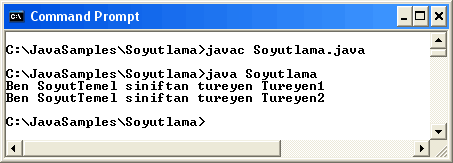 Command Prompt
C:\JavaSamples\Soyutlama>javac Soyutlama.java
C:\JavaSamples\Soyutlama>java Soyutlama
Ben SoyutTemel siniftan tureyen Tureyen1
Ben SoyutTemel siniftan tureyen Tureyen2
C:\JavaSamples\Soyutlama>